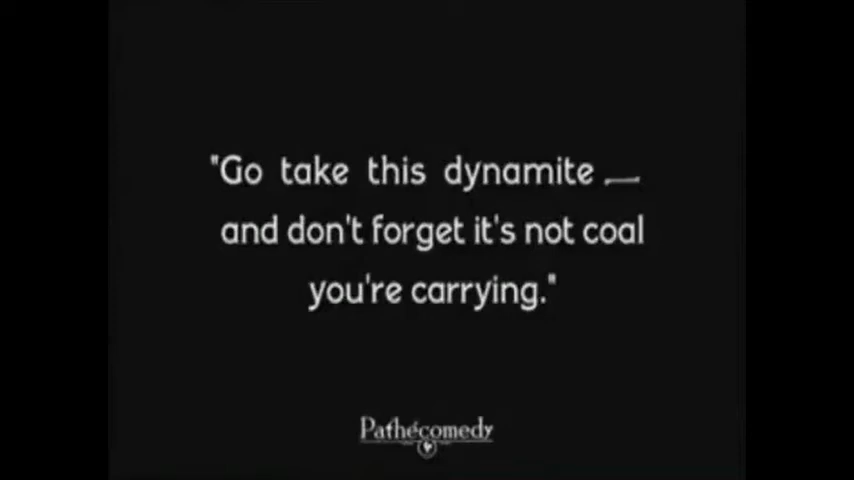 "Go take this dynamite —
and don't forget it's not coal
you're carrying."
Pathécomedy